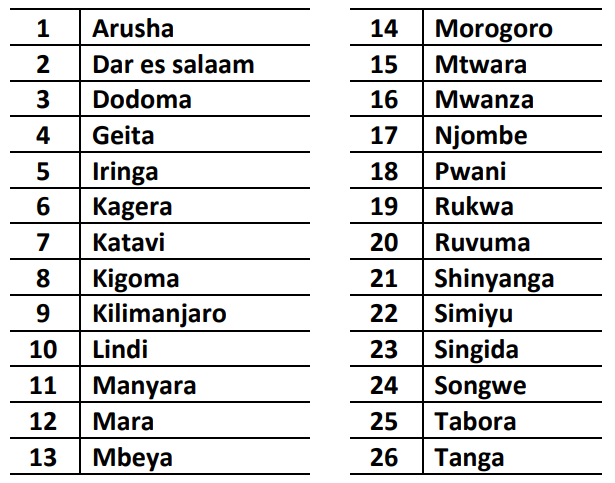 1 Arusha
2 Dar es salaam
3 Dodoma
4 Geita
5 Iringa
6 Kagera
7 Katavi
8 Kigoma
9 Kilimanjaro
10 Lindi
11 Manyara
12 Mara
13 Mbeya
14 Morogoro
15 Mtwara
16 Mwanza
17 Njombe
18 Pwani
19 Rukwa
20 Ruvuma
21 Shinyanga
22 Simiyu
23 Singida
24 Songwe
25 Tabora
26 Tanga